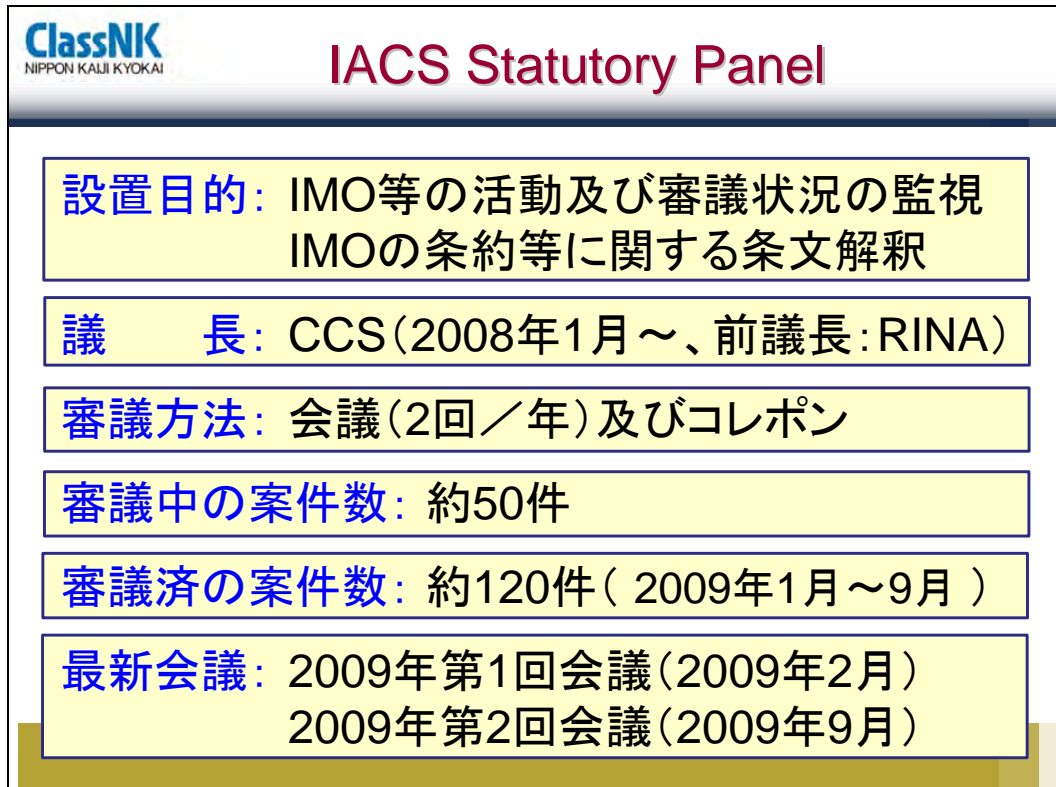 ClassNK
NIPPON KAIJI KYOKAI
IACS Statutory Panel
設置目的： IMO等の活動及び審議状況の監視
IMOの条約等に関する条文解釈
議　　長： CCS（2008年1月～、前議長：RINA）
審議方法： 会議（2回／年）及びコレポン
審議中の案件数： 約50件
審議済の案件数： 約120件（ 2009年1月～9月 ）
最新会議： 2009年第1回会議（2009年2月）
2009年第2回会議（2009年9月）